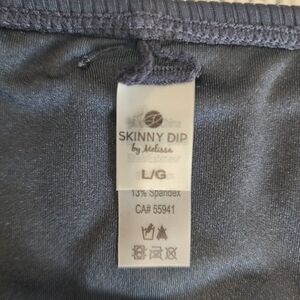 SKINNY DIP
by Melissa
L/G
13% Spandex
CA# 55941